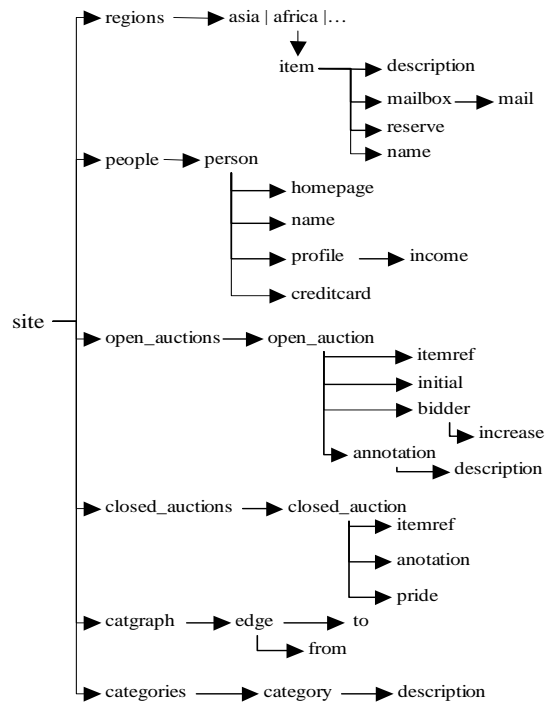 regions asia | africa |...
item description
mailbox mail
reserve
name
people person
homepage
name
profile income
creditcard
site
open_auctions open_auction
itemref
initial
bidder
increase
annotation
description
closed_auctions closed_auction
itemref
anotation
pride
catgraph edge to
from
categories category description